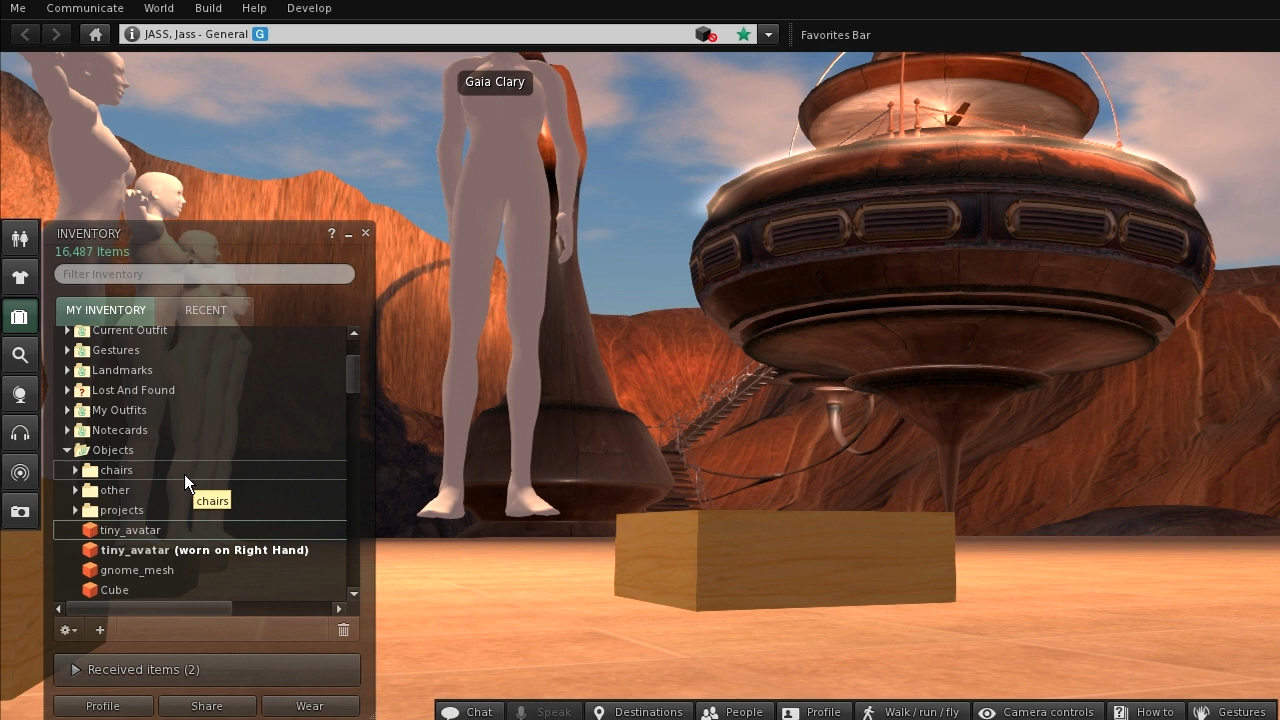 Me Communicate World Build Help Develop
JASS, Jass - General G
Favorites Bar
Gaia Clary
INVENTORY ? _ ×
16,487 Items
Filter Inventory
MY INVENTORY RECENT
Current Outfit
Gestures
Landmarks
Lost And Found
My Outfits
Notecards
Objects
chairs
other
chairs
projects
tiny_avatar
tiny_avatar (worn on Right Hand)
gnome_mesh
Cube
Received items (2)
Profile Share Wear
Chat Speak Destinations People Profile Walk / run / fly Camera controls How to Gestures